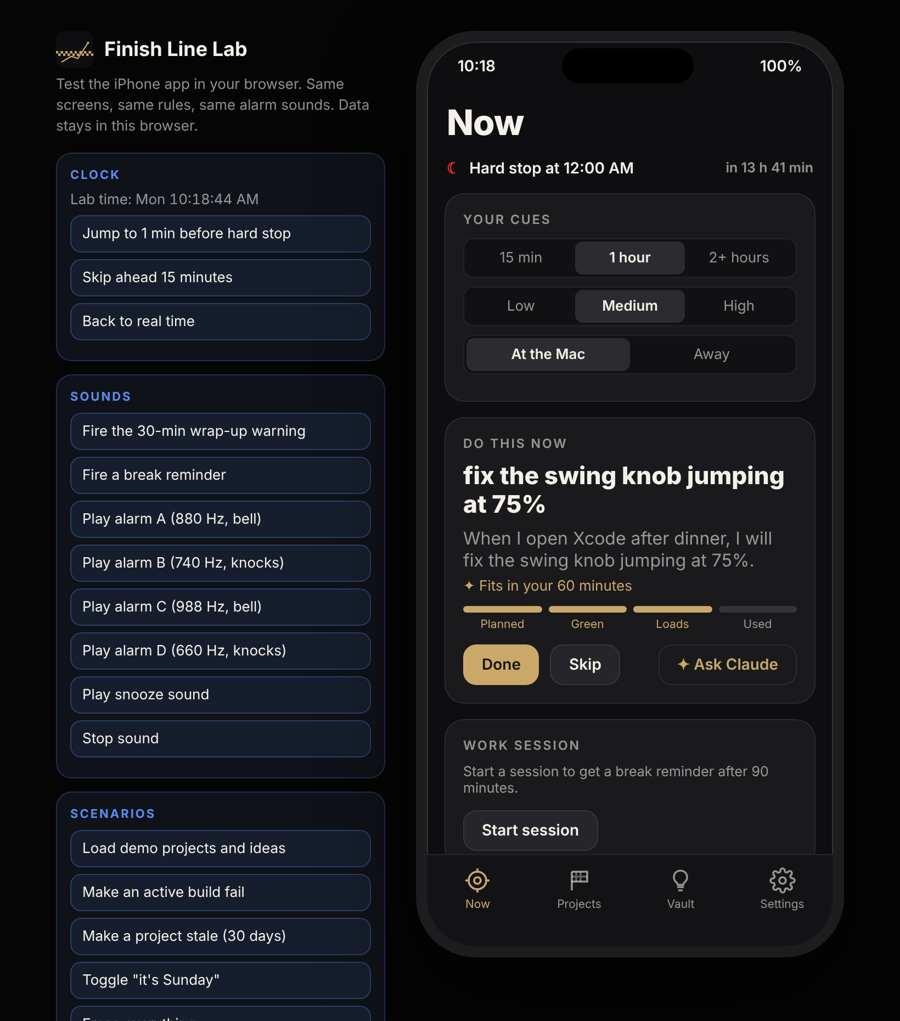 Finish Line Lab
Test the iPhone app in your browser. Same
screens, same rules, same alarm sounds. Data
stays in this browser.
CLOCK
Lab time: Mon 10:18:44 AM
Jump to 1 min before hard stop
Skip ahead 15 minutes
Back to real time
SOUNDS
Fire the 30-min wrap-up warning
Fire a break reminder
Play alarm A (880 Hz, bell)
Play alarm B (740 Hz, knocks)
Play alarm C (988 Hz, bell)
Play alarm D (660 Hz, knocks)
Play snooze sound
Stop sound
SCENARIOS
Load demo projects and ideas
Make an active build fail
Make a project stale (30 days)
Toggle "it's Sunday"
10:18 100%
Now
Hard stop at 12:00 AM in 13 h 41 min
YOUR CUES
15 min 1 hour 2+ hours
Low Medium High
At the Mac Away
DO THIS NOW
fix the swing knob jumping
at 75%
When I open Xcode after dinner, I will
fix the swing knob jumping at 75%.
✦ Fits in your 60 minutes
Planned Green Loads Used
Done Skip ✦ Ask Claude
WORK SESSION
Start a session to get a break reminder after 90
minutes.
Start session
Now Projects Vault Settings